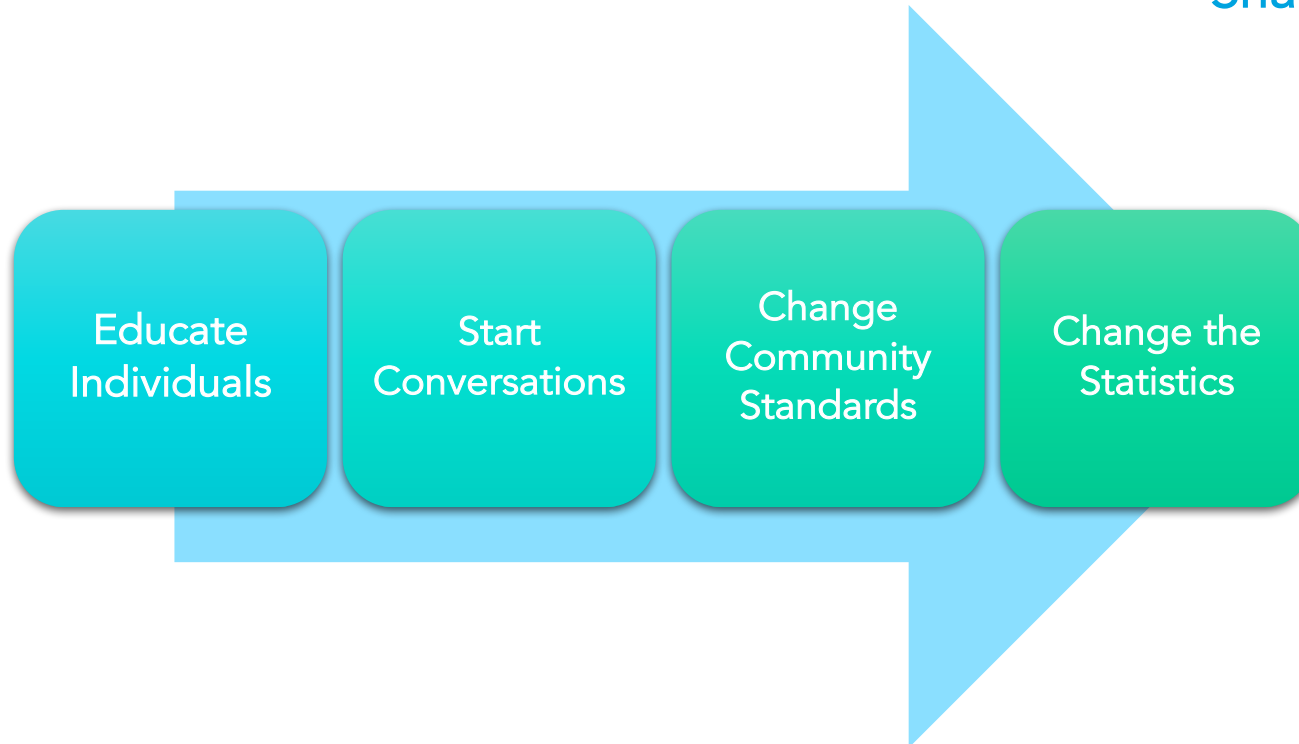 Educate
Individuals
Start
Conversations
Change
Community
Standards
Change the
Statistics